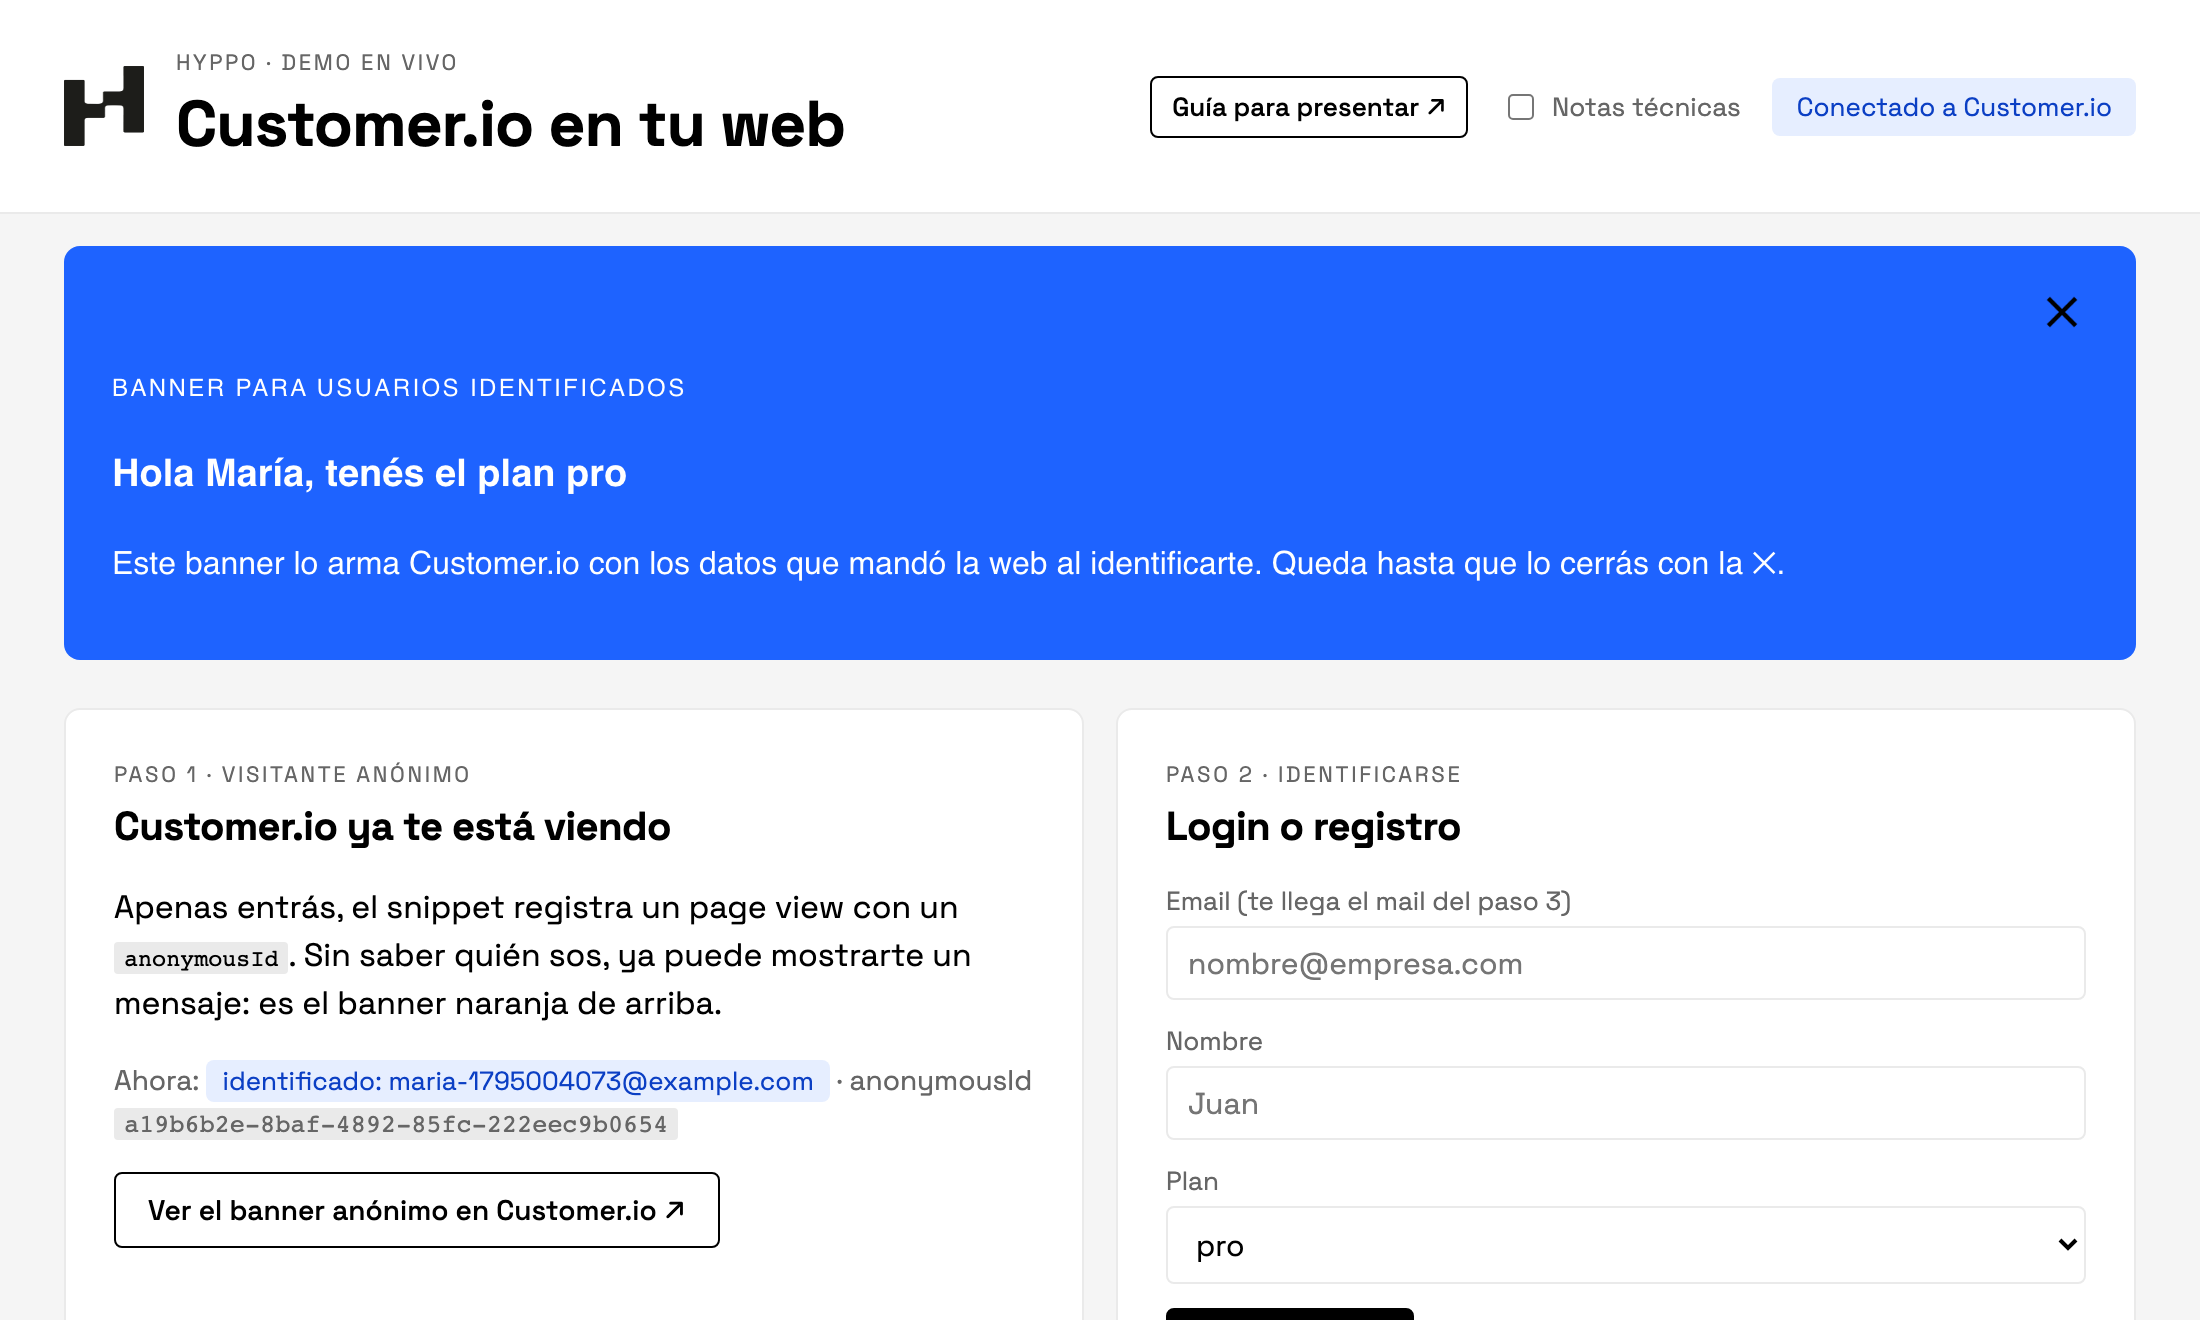 HYPPO · DEMO EN VIVO
Customer.io en tu web
Guía para presentar ↗
Notas técnicas
Conectado a Customer.io
BANNER PARA USUARIOS IDENTIFICADOS
Hola María, tenés el plan pro
Este banner lo arma Customer.io con los datos que mandó la web al identificarte. Queda hasta que lo cerrás con la ✕.
PASO 1 · VISITANTE ANÓNIMO
Customer.io ya te está viendo
Apenas entrás, el snippet registra un page view con un
anonymousId. Sin saber quién sos, ya puede mostrarte un
mensaje: es el banner naranja de arriba.
Ahora: identificado: maria-1795004073@example.com · anonymousId
a19b6b2e-8baf-4892-85fc-222eec9b0654
Ver el banner anónimo en Customer.io ↗
PASO 2 · IDENTIFICARSE
Login o registro
Email (te llega el mail del paso 3)
nombre@empresa.com
Nombre
Juan
Plan
pro